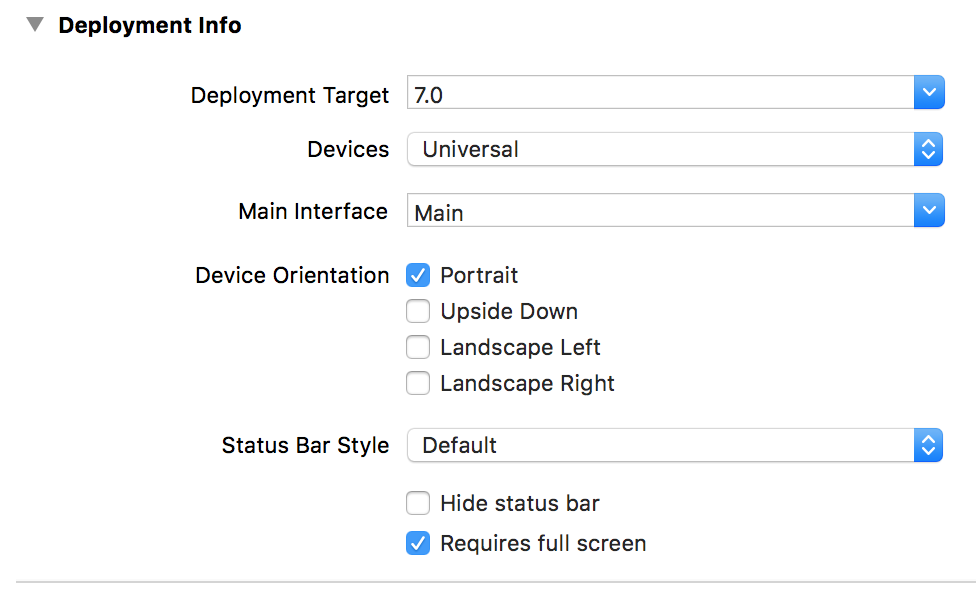 Deployment Info
Deployment Target 7.0
Devices Universal
Main Interface Main
Device Orientation Portrait
Upside Down
Landscape Left
Landscape Right
Status Bar Style Default
Hide status bar
Requires full screen